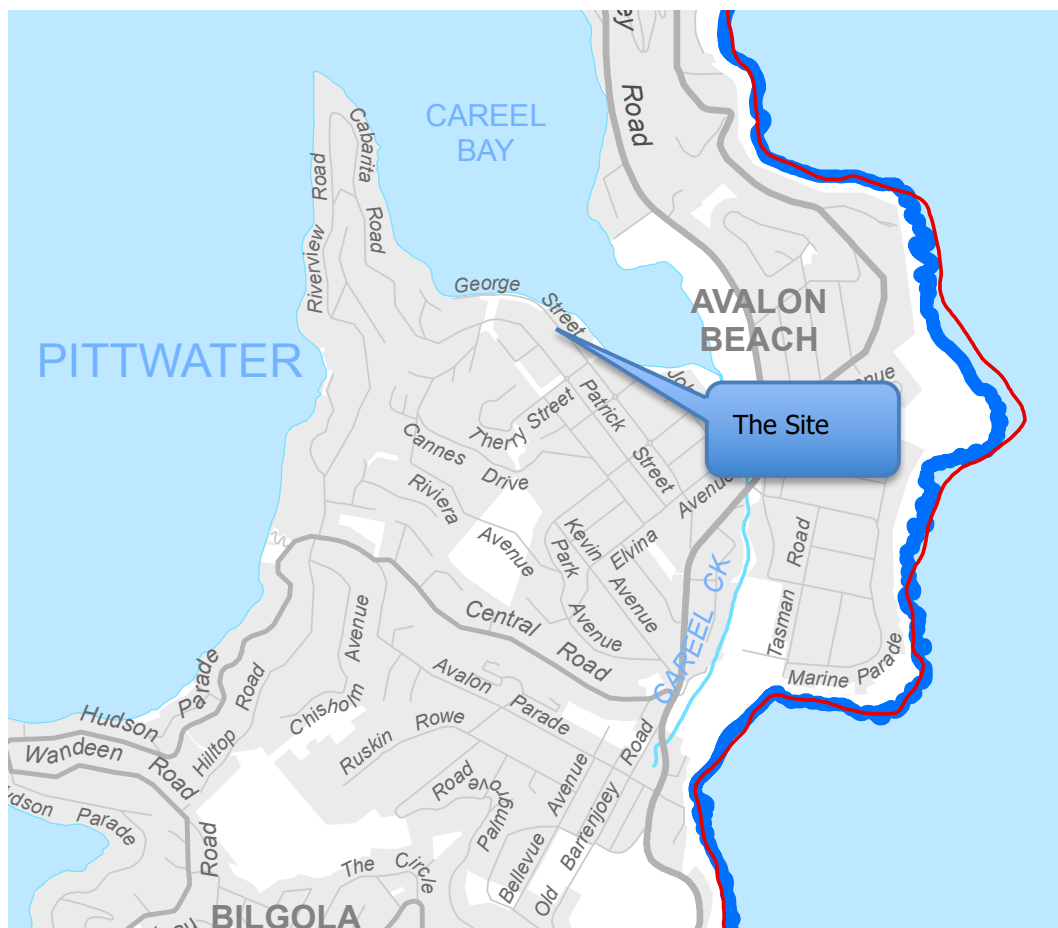 Road
CAREEL
BAY
Cabarita
Road
Riverview Road
George Street
AVALON
BEACH
PITTWATER
The Site
Patrick
Street
Therry Street
Cannes Drive
Riviera
Avenue
Avenue
Kevin
Elvina
Park
Avenue
Avenue
CAREEL CK
Road
Tasman
Central Road
Marine Parade
Avenue
Chisholm
Avalon
Parade
Rowe
Ruskin
Road
Hudson Parade
Hilltop
Road
Wandeen Road
Parade
Road
Palmgrove
Road
Avenue
Bellevue
Barrenjoey
Old
The Circle
BILGOLA